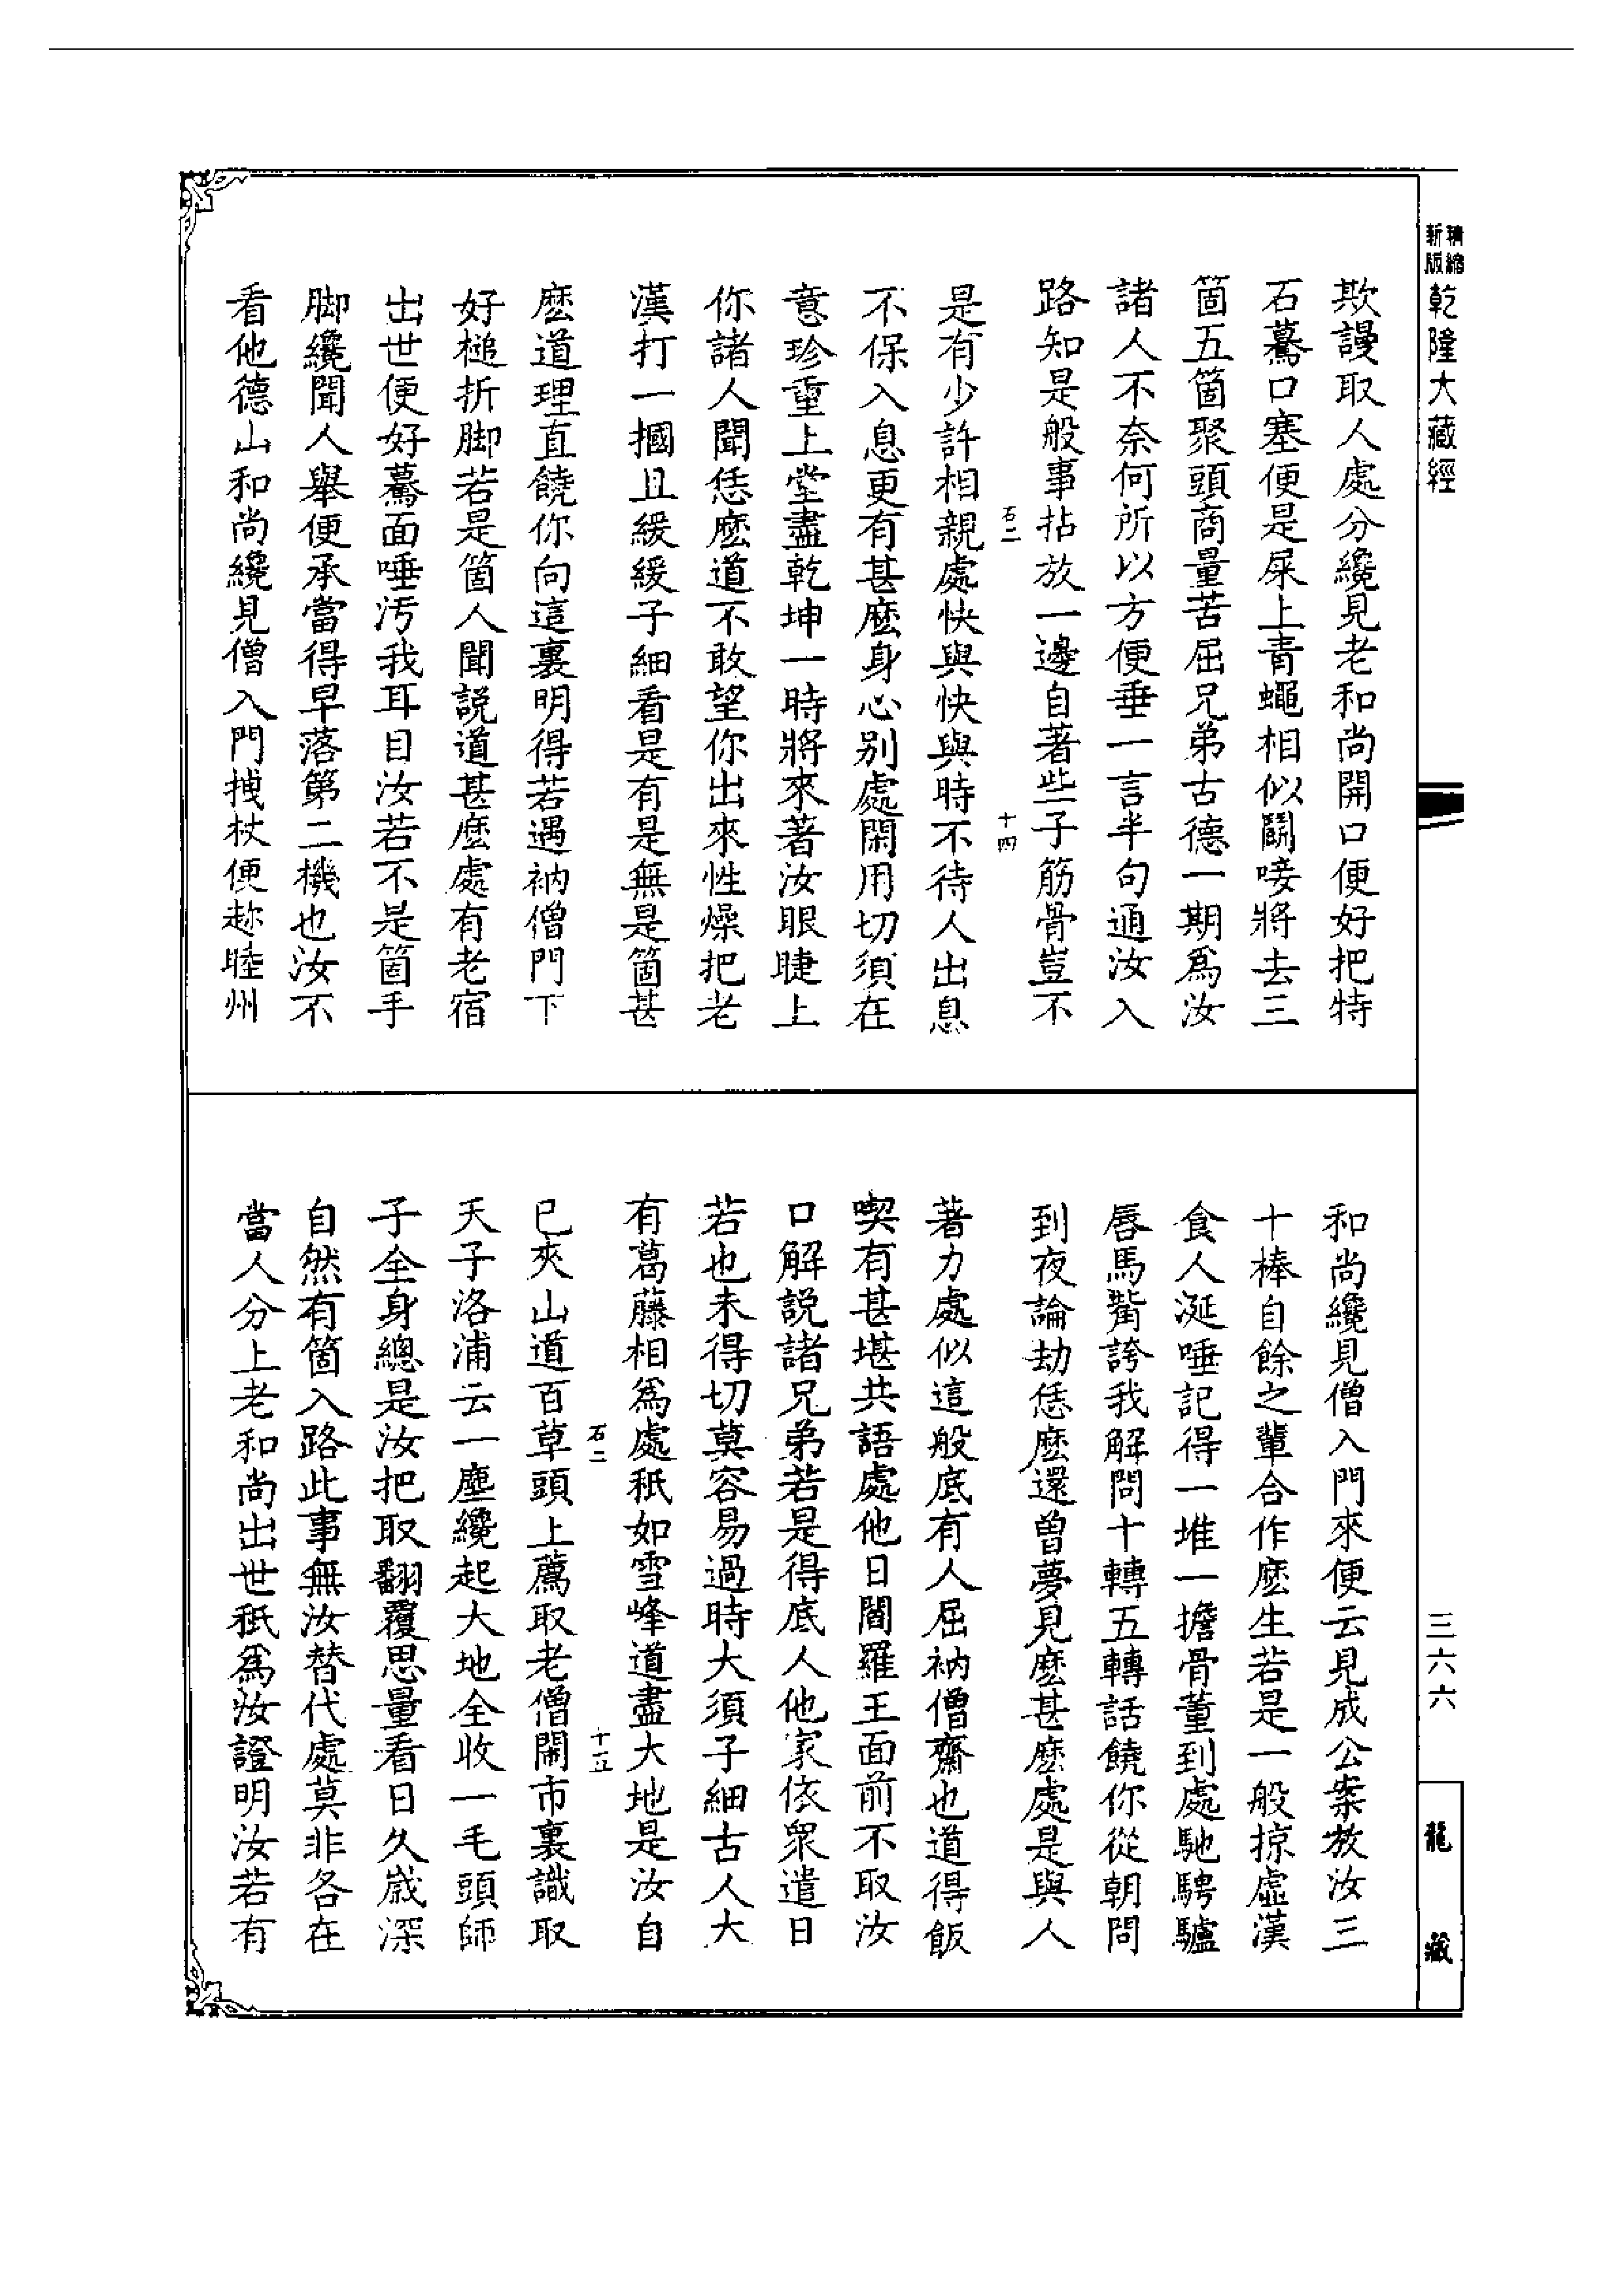 精縮
新版
乾隆大藏經
欺謾取人處分纔見老和尚開口便好把特
石驀口塞便是屎上青蠅相似鬭唼將去三
箇五箇聚頭商量苦屈兄弟古德一期爲汝
諸人不奈何所以方便垂一言半句通汝入
路知是般事拈放一邊自著些子筋骨豈不
石二
十四
是有少許相親處快與快與時不待人出息
不保入息更有甚麽身心别處閑用切須在
意珍重上堂盡乾坤一時將來著汝眼睫上
你諸人聞恁麽道不敢望你出來性燥把老
漢打一摑且緩緩子細看是有是無是箇甚
麽道理直饒你向這裏明得若遇衲僧門下
好槌折脚若是箇人聞説道甚麽處有老宿
出世便好驀面唾汚我耳目汝若不是箇手
脚纔聞人舉便承當得早落第二機也汝不
看他德山和尚纔見僧入門拽杖便趂睦州
三六六
龍藏
和尚纔見僧入門來便云見成公案放汝三
十棒自餘之輩合作麽生若是一般掠虛漢
食人涎唾記得一堆一擔骨董到處馳騁驢
唇馬觜誇我解問十轉五轉話饒你從朝問
到夜論劫恁麽還曾夢見麽甚麽處是與人
著力處似這般底有人屈衲僧齋也道得飯
喫有甚堪共語處他日閻羅王面前不取汝
口解説諸兄弟若是得底人他家依衆遣日
若也未得切莫容易過時大須子細古人大
有葛藤相爲處秖如雪峰道盡大地是汝自
石二
十五
已夾山道百草頭上薦取老僧閙市裏識取
天子洛浦云一塵纔起大地全收一毛頭師
子全身總是汝把取翻覆思量看日久歲深
自然有箇入路此事無汝替代處莫非各在
當人分上老和尚出世秖爲汝證明汝若有